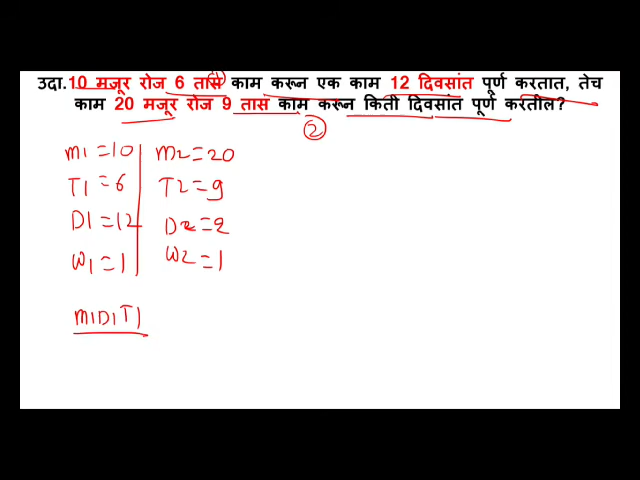 उदा.10 मजूर रोज 6 तास काम करून एक काम 12 दिवसांत पूर्ण करतात, तेच
काम 20 मजूर रोज 9 तास काम करून किती दिवसांत पूर्ण करतील?
2
M1 = 10 M2 = 20
T1 = 6 T2 = 9
D1 = 12 D2 = 2
W1 = 1 W2 = 1
M1D1T1